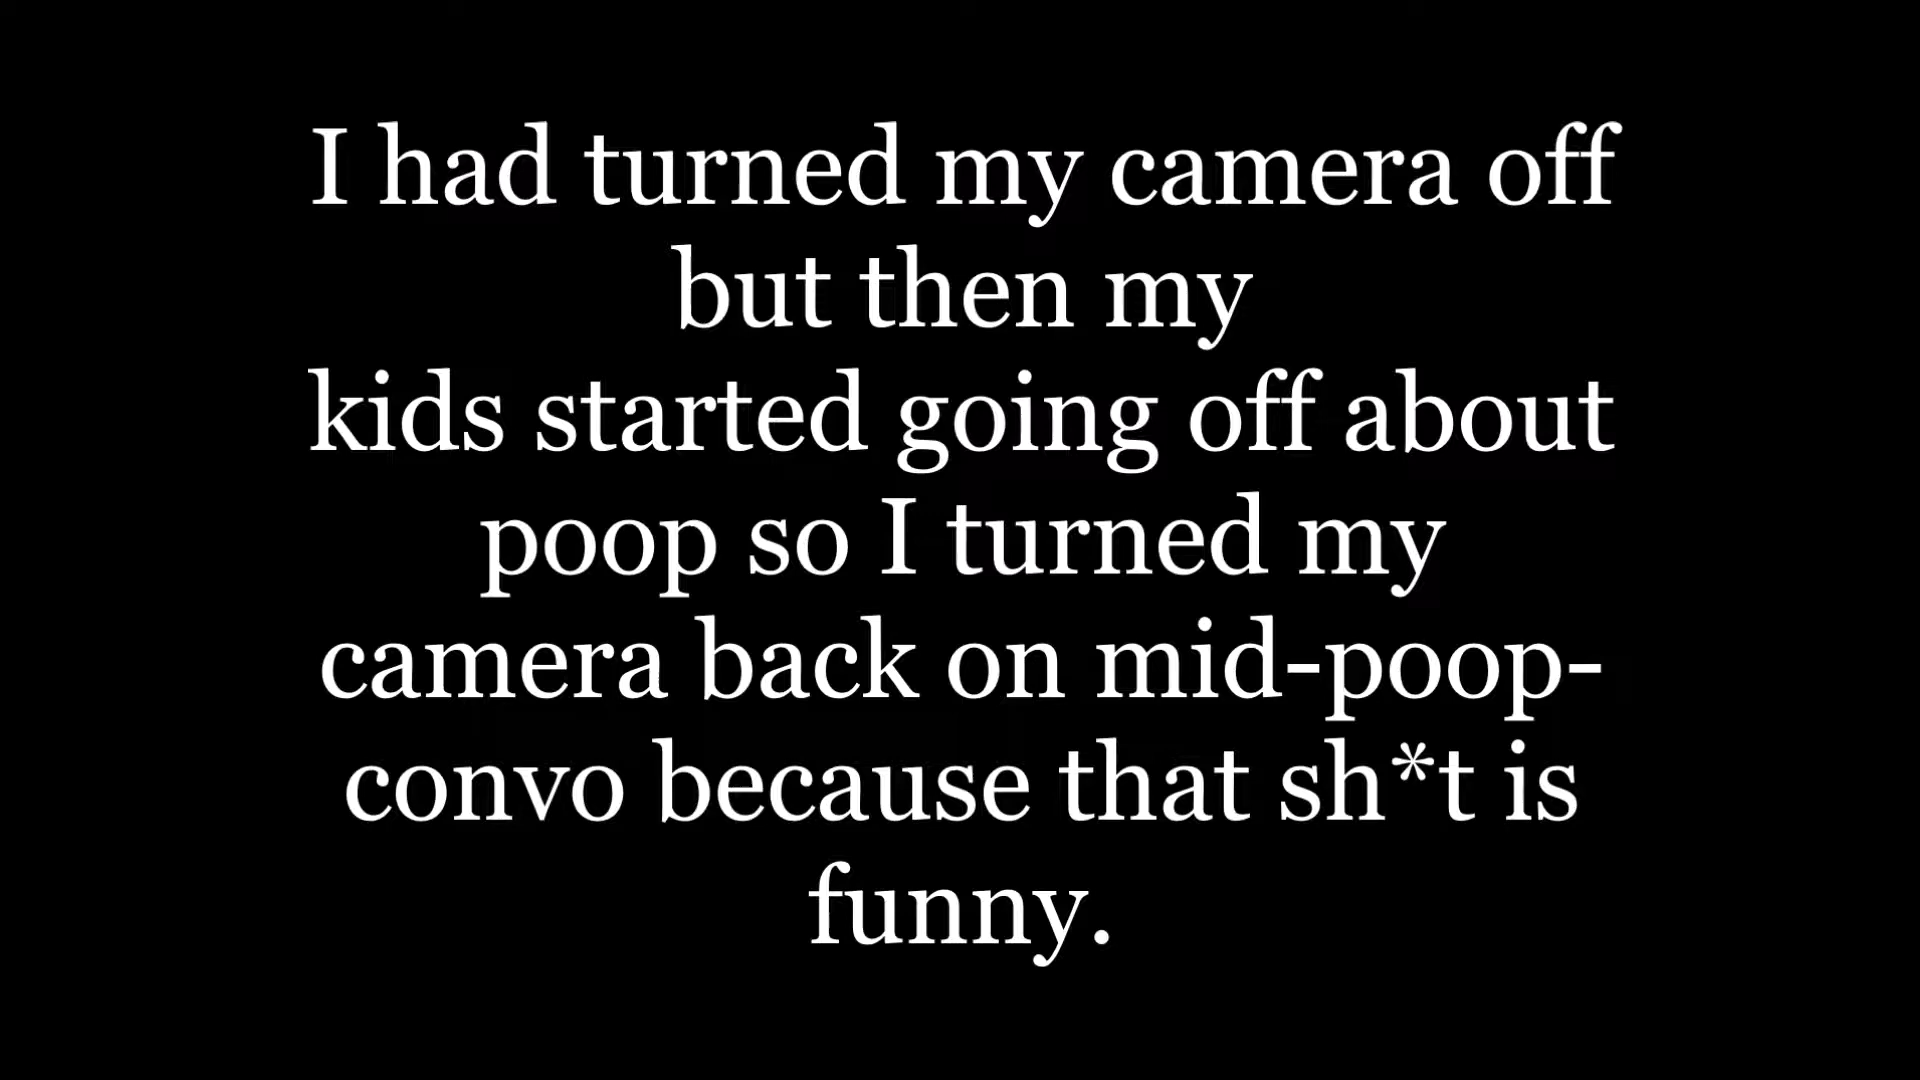 I had turned my camera off
but then my
kids started going off about
poop so I turned my
camera back on mid-poop-
convo because that sh*t is
funny.